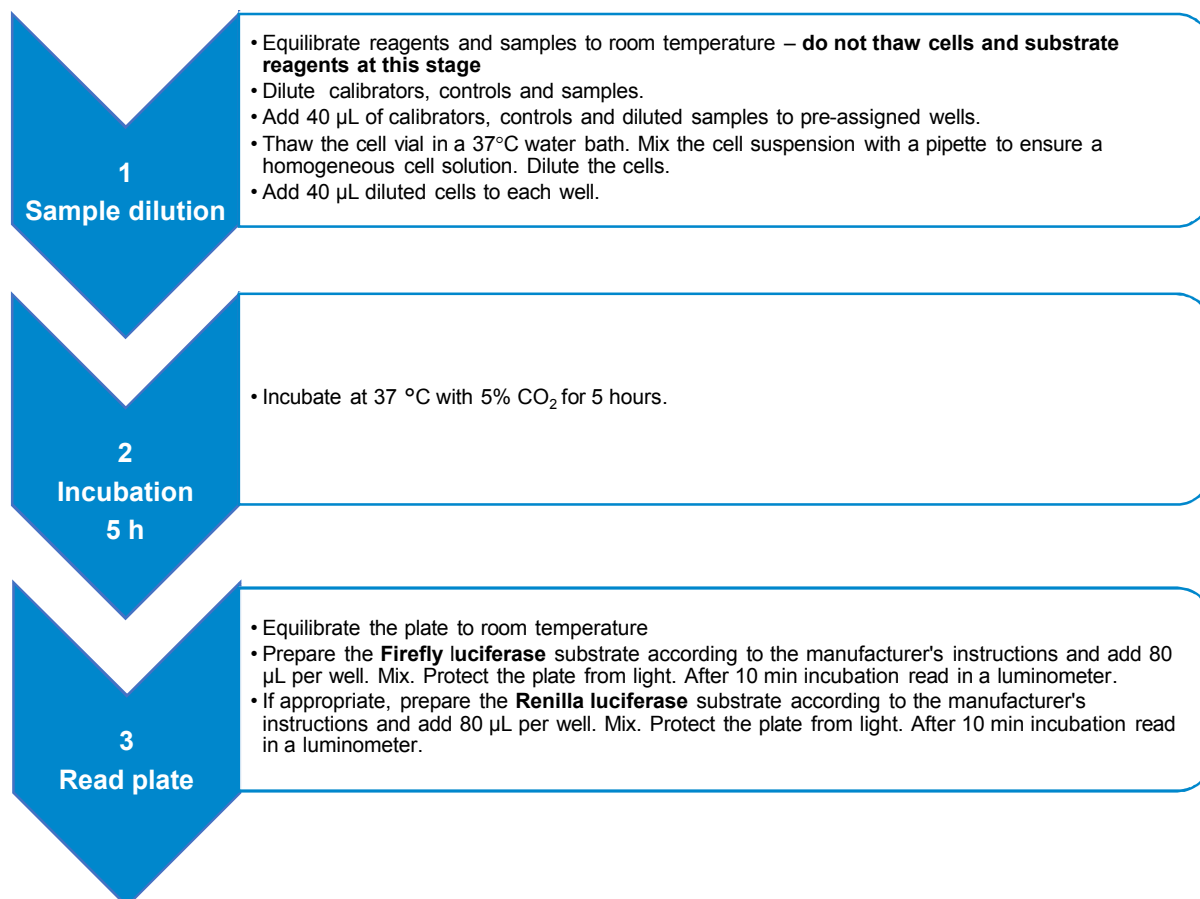 1
Sample dilution
• Equilibrate reagents and samples to room temperature – do not thaw cells and substrate
reagents at this stage
• Dilute calibrators, controls and samples.
• Add 40 µL of calibrators, controls and diluted samples to pre-assigned wells.
• Thaw the cell vial in a 37°C water bath. Mix the cell suspension with a pipette to ensure a
homogeneous cell solution. Dilute the cells.
• Add 40 µL diluted cells to each well.
2
Incubation
5 h
• Incubate at 37 °C with 5% CO₂ for 5 hours.
3
Read plate
• Equilibrate the plate to room temperature
• Prepare the Firefly luciferase substrate according to the manufacturer's instructions and add 80
µL per well. Mix. Protect the plate from light. After 10 min incubation read in a luminometer.
• If appropriate, prepare the Renilla luciferase substrate according to the manufacturer's
instructions and add 80 µL per well. Mix. Protect the plate from light. After 10 min incubation read
in a luminometer.